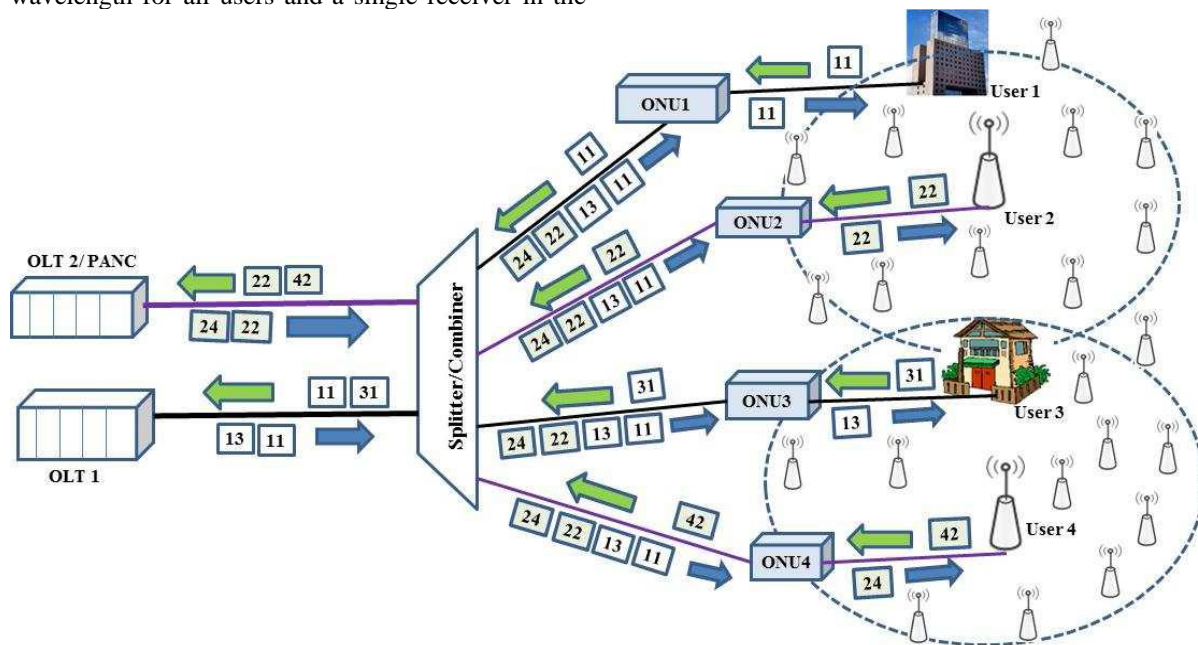 wavelength for all users and a single receiver in the
11
ONU1
11
User 1
11
24 22 13 11
22
ONU2
22
User 2
22
24 22 13 11
OLT 2/ PANC
22 42
24 22
Splitter/Combiner
11 31
13 11
OLT 1
31
24 22 13 11
ONU3
31
13
User 3
42
24 22 13 11
ONU4
42
24
User 4